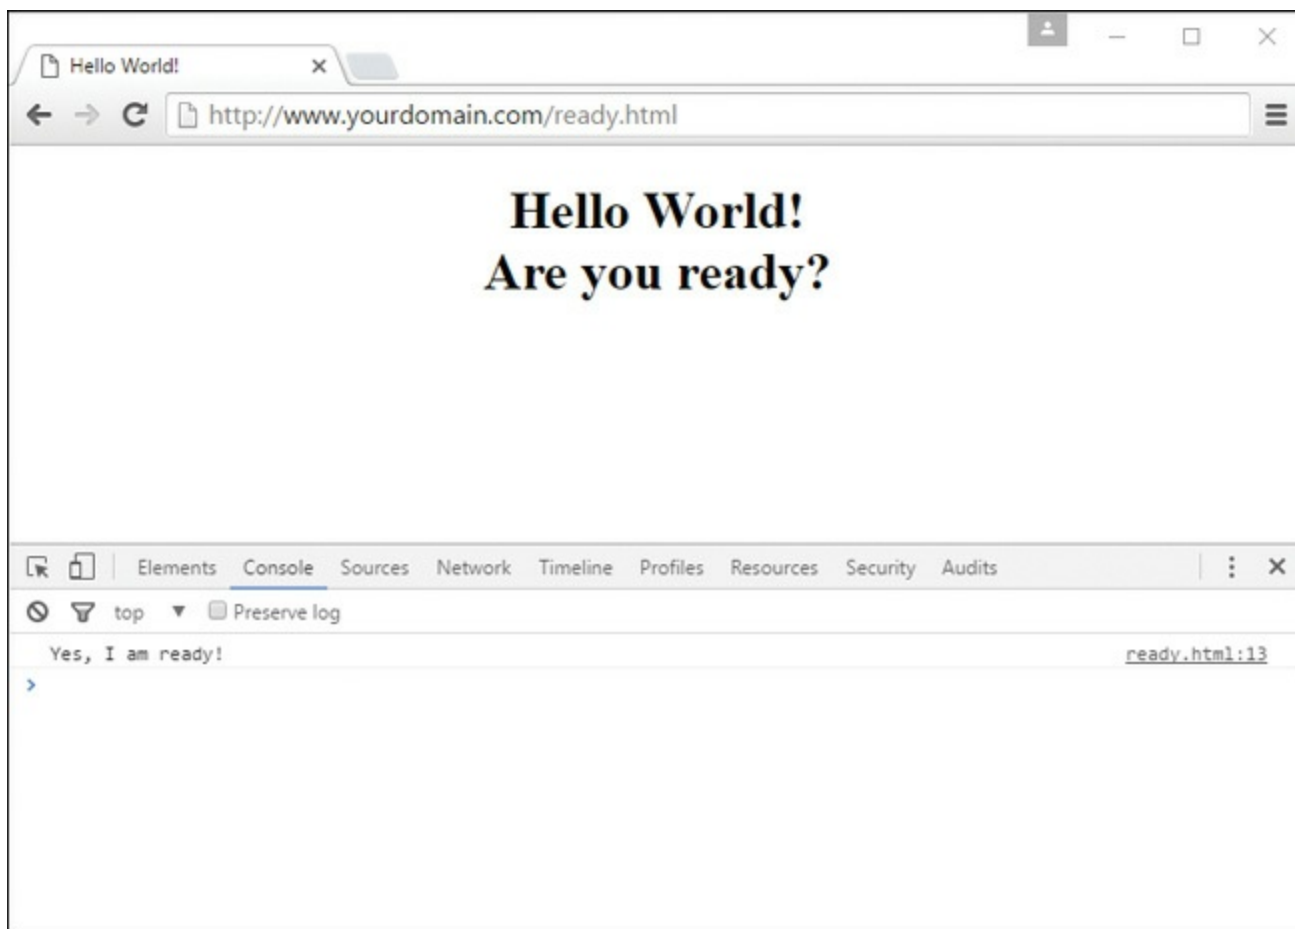 Hello World!
http://www.yourdomain.com/ready.html
Hello World!
Are you ready?
Elements Console Sources Network Timeline Profiles Resources Security Audits
top Preserve log
Yes, I am ready! ready.html:13